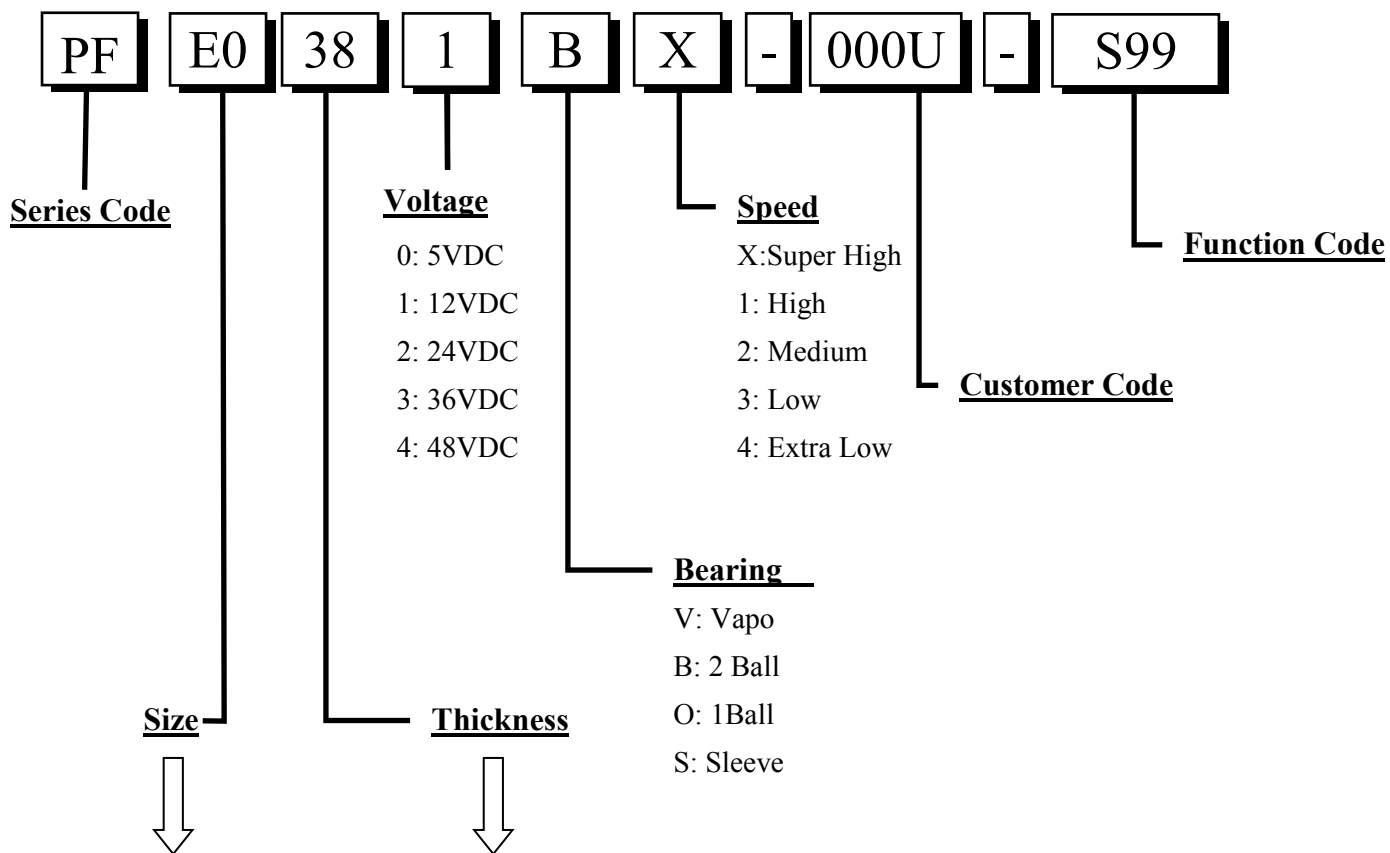 PF E0 38 1 B X - 000U - S99
Series Code
Voltage
0: 5VDC
1: 12VDC
2: 24VDC
3: 36VDC
4: 48VDC
Speed
X:Super High
1: High
2: Medium
3: Low
4: Extra Low
Function Code
Customer Code
Bearing
V: Vapo
B: 2 Ball
O: 1Ball
S: Sleeve
Size
Thickness